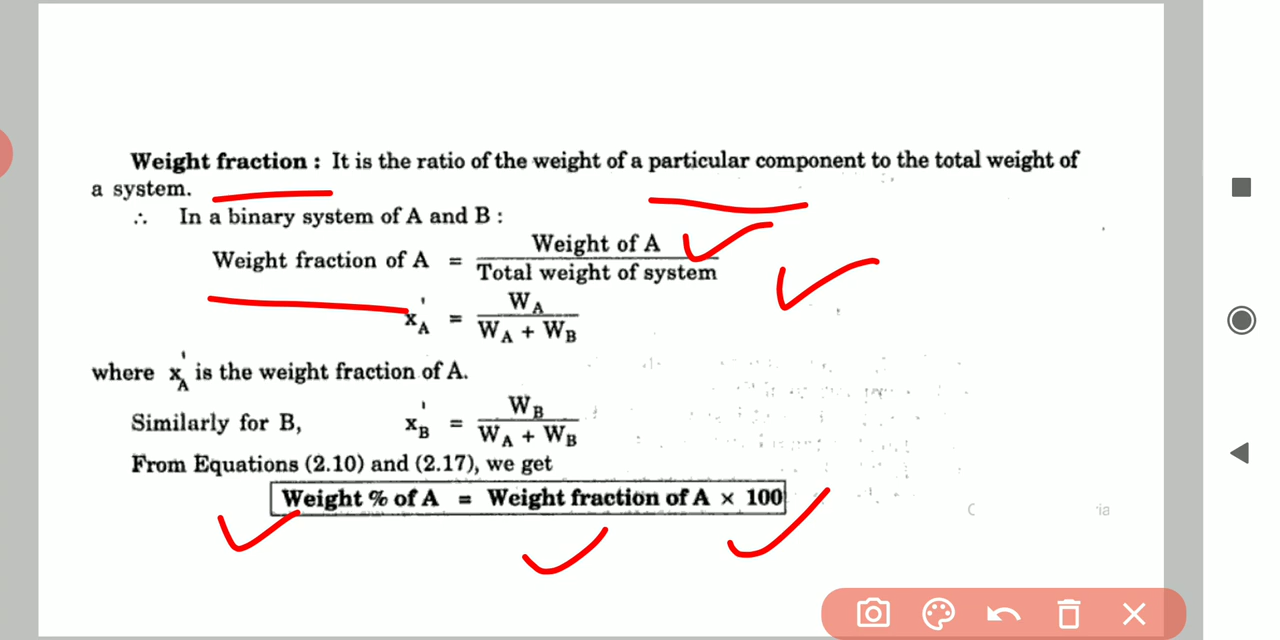 Weight fraction : It is the ratio of the weight of a particular component to the total weight of
a system.
∴ In a binary system of A and B :
Weight fraction of A = Weight of A / Total weight of system
x'A = WA / WA + WB
where x'A is the weight fraction of A.
Similarly for B, x'B = WB / WA + WB
From Equations (2.10) and (2.17), we get
Weight % of A = Weight fraction of A × 100